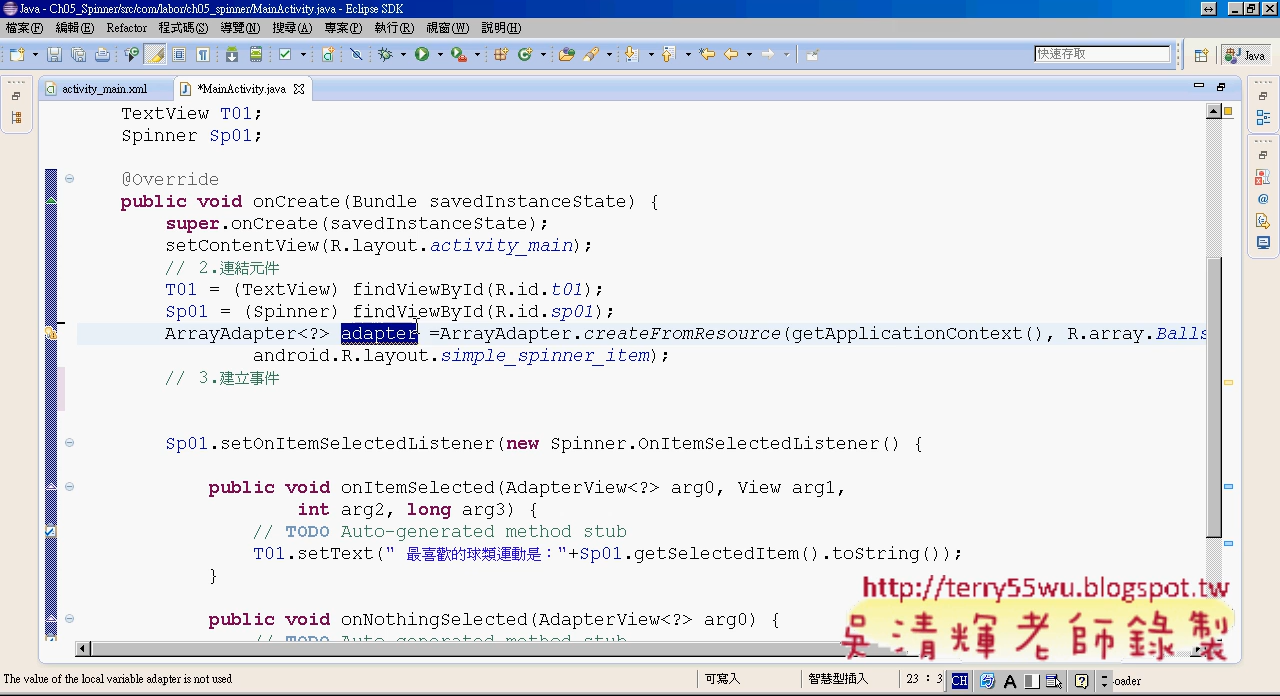 Java - Ch05_Spinner/src/com/labor/ch05_spinner/MainActivity.java - Eclipse SDK
檔案(F) 編輯(E) Refactor 程式碼(S) 導覽(N) 搜尋(A) 專案(P) 執行(R) 視窗(W) 說明(H)
快速存取 Java
activity_main.xml *MainActivity.java
TextView T01;
Spinner Sp01;
@Override
public void onCreate(Bundle savedInstanceState) {
super.onCreate(savedInstanceState);
setContentView(R.layout.activity_main);
// 2.連結元件
T01 = (TextView) findViewById(R.id.t01);
Sp01 = (Spinner) findViewById(R.id.sp01);
ArrayAdapter<?> adapter =ArrayAdapter.createFromResource(getApplicationContext(), R.array.Balls
android.R.layout.simple_spinner_item);
// 3.建立事件
Sp01.setOnItemSelectedListener(new Spinner.OnItemSelectedListener() {
public void onItemSelected(AdapterView<?> arg0, View arg1,
int arg2, long arg3) {
// TODO Auto-generated method stub
T01.setText(" 最喜歡的球類運動是："+Sp01.getSelectedItem().toString());
}
public void onNothingSelected(AdapterView<?> arg0) {
// TODO Auto-generated method stub
http://terry55wu.blogspot.tw
吳清輝老師錄製
The value of the local variable adapter is not used 可寫入 智慧型插入 23 : 3 CH A oader